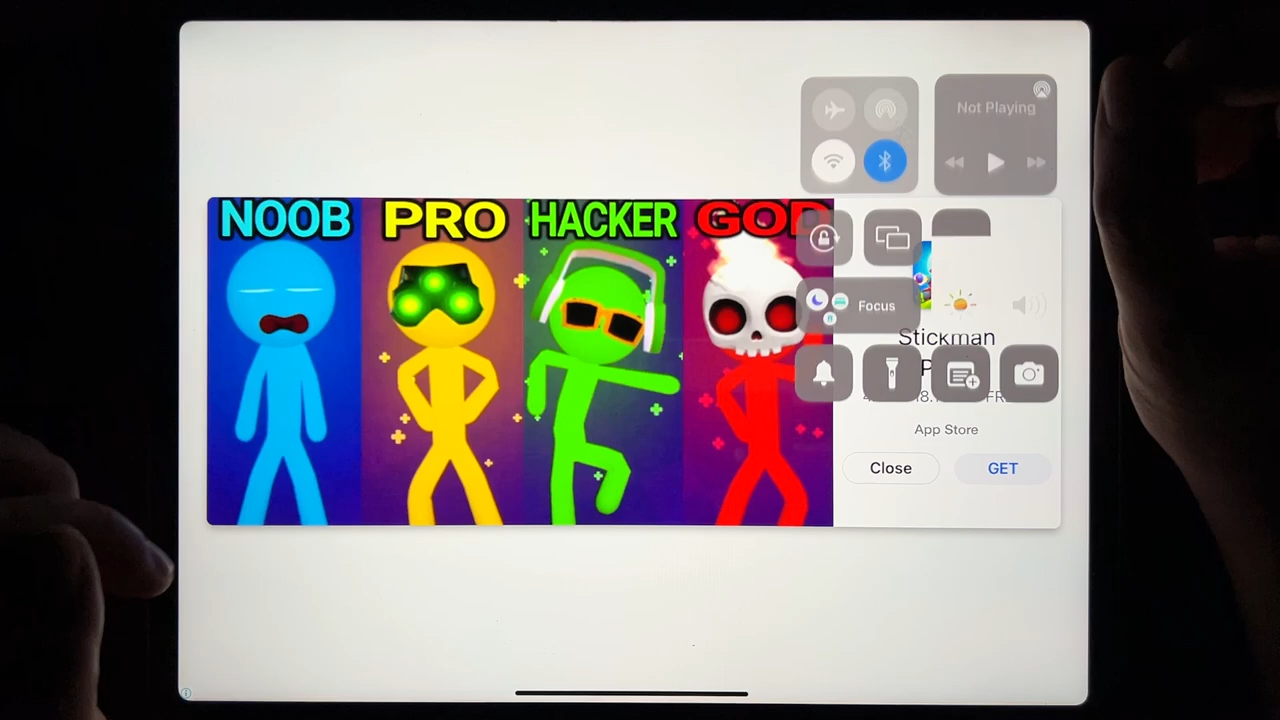 Not Playing
NOOB
PRO
HACKER
GOD
Focus
Stickman
App Store
Close
GET